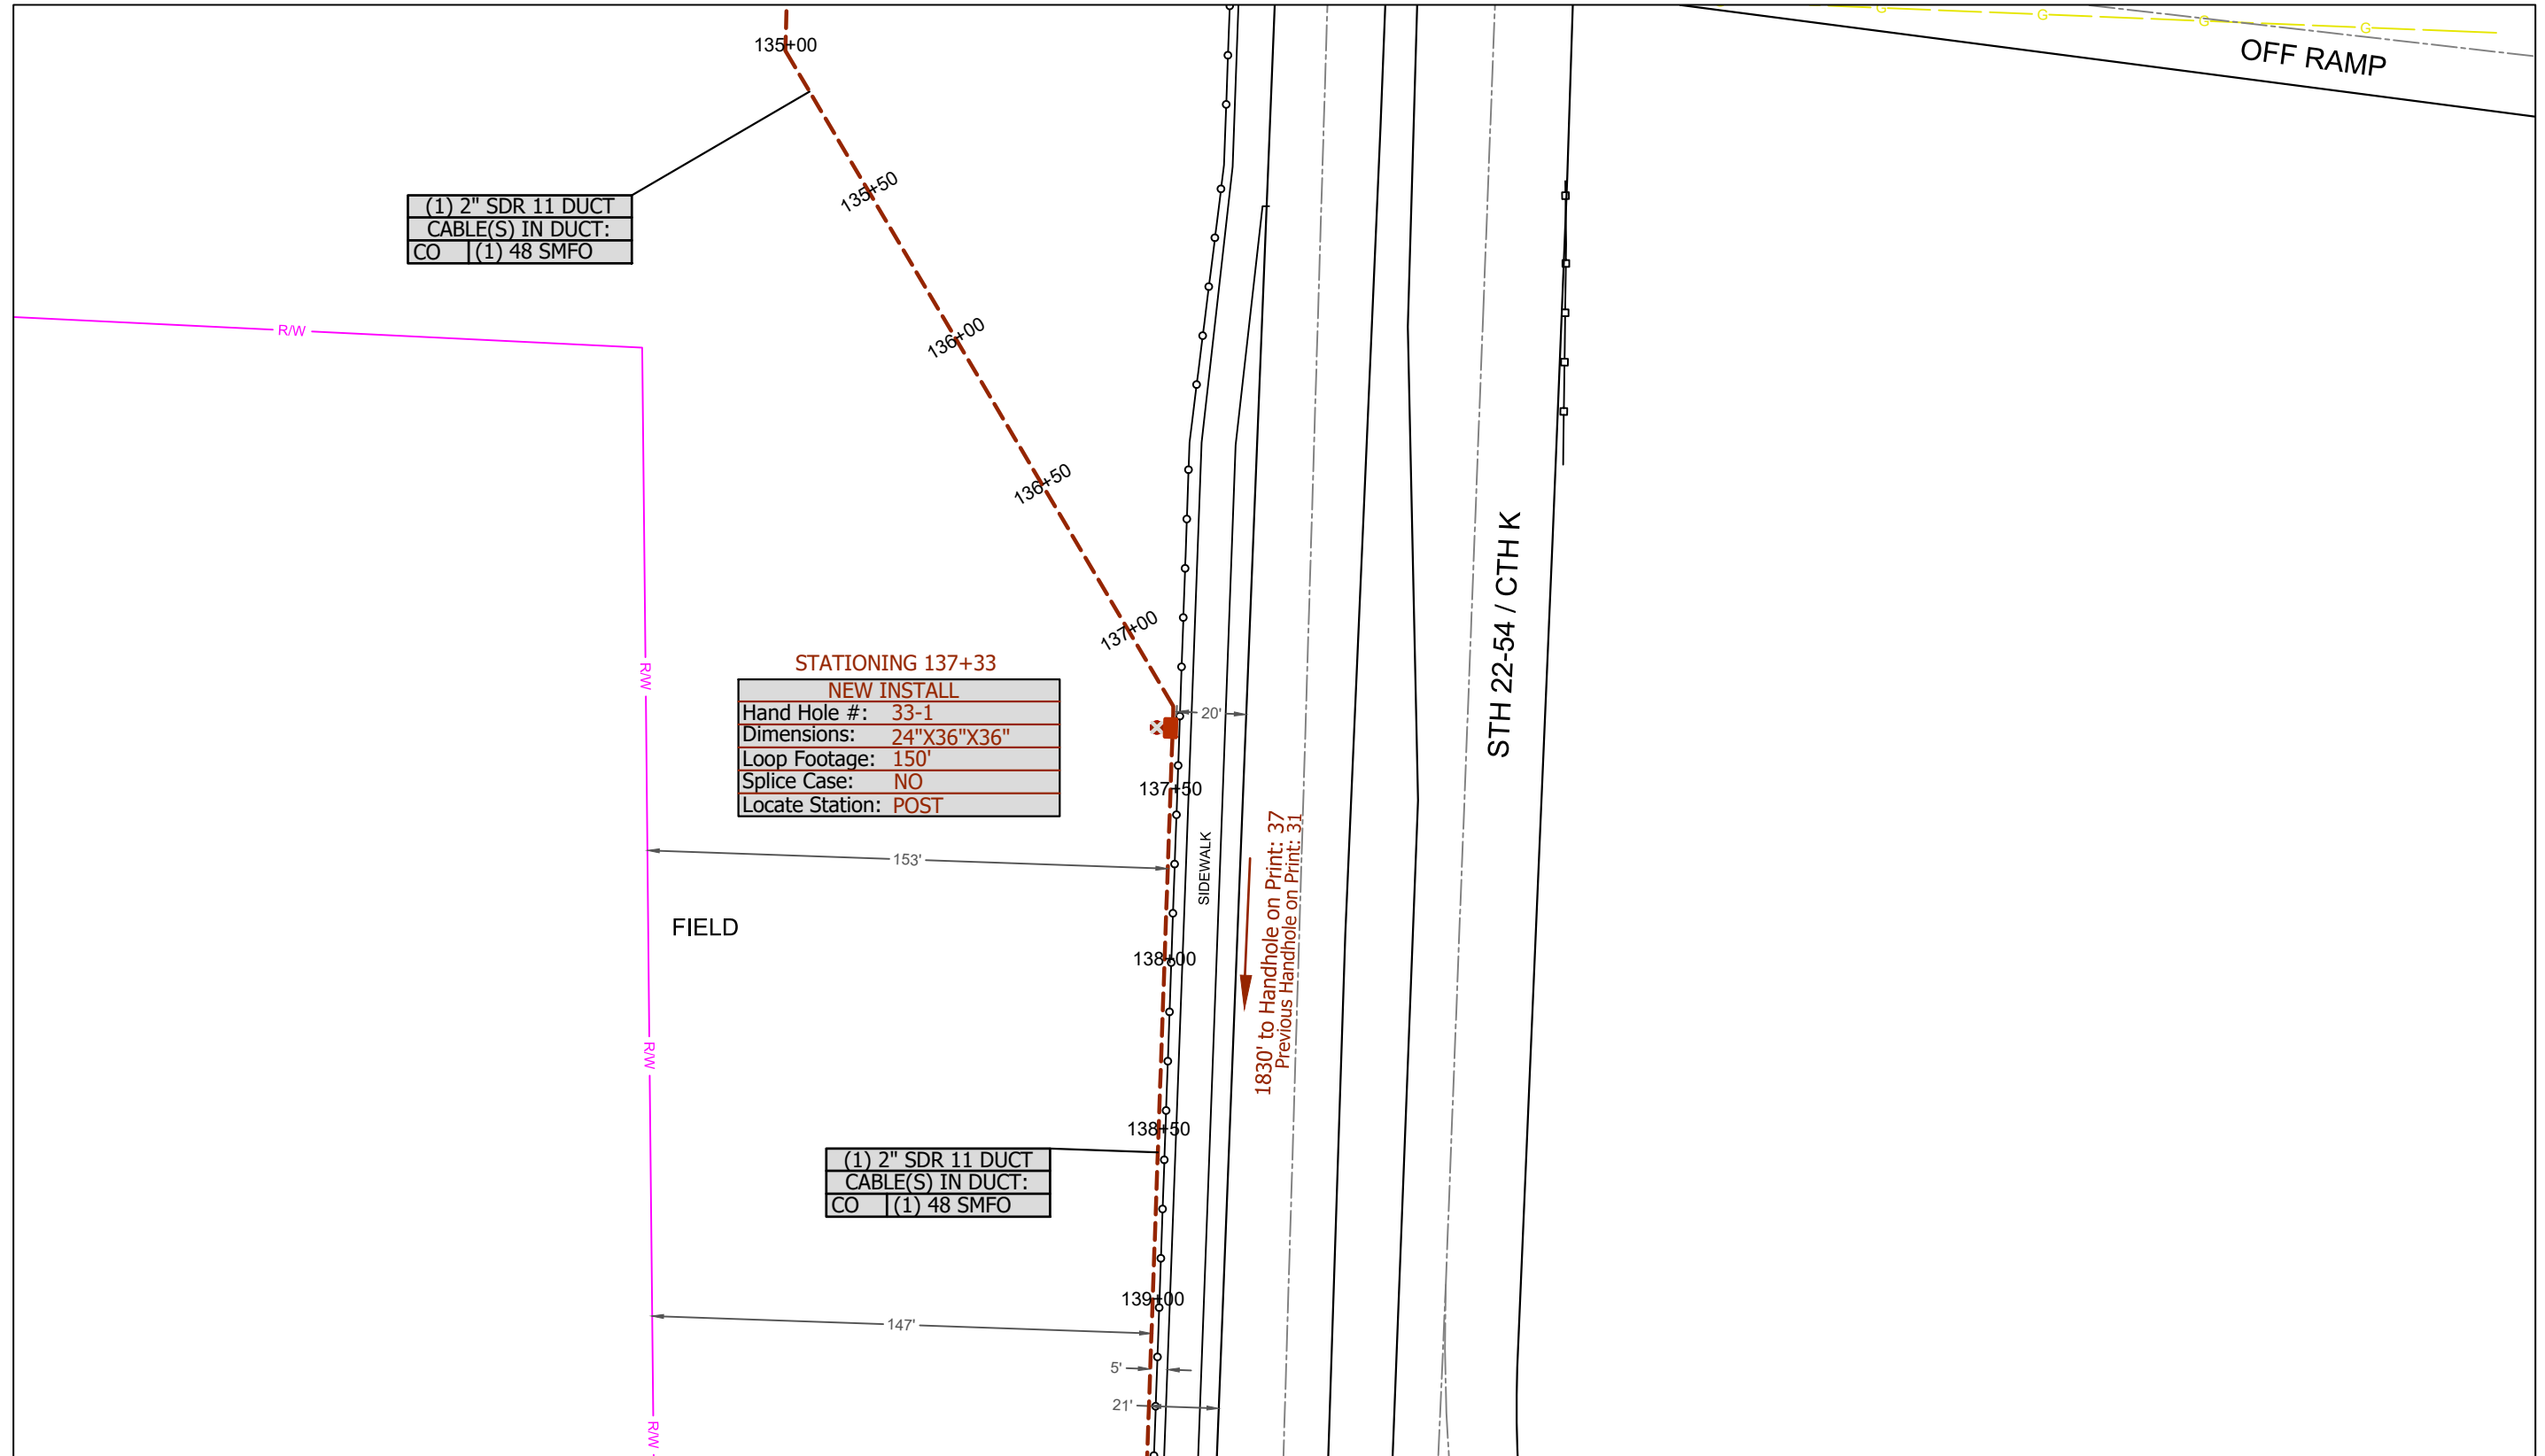 G G G G
OFF RAMP
135+00
135+50
(1) 2" SDR 11 DUCT
CABLE(S) IN DUCT:
CO (1) 48 SMFO
R/W
136+00
136+50
STH 22-54 / CTH K
137+00
R/W
STATIONING 137+33
NEW INSTALL
Hand Hole #: 33-1
Dimensions: 24"X36"X36"
Loop Footage: 150'
Splice Case: NO
Locate Station: POST
20'
137+50
SIDEWALK
1830' to Handhole on Print: 37
Previous Handhole on Print: 31
153'
FIELD
138+00
R/W
138+50
(1) 2" SDR 11 DUCT
CABLE(S) IN DUCT:
CO (1) 48 SMFO
139+00
147'
5'
21'
R/W